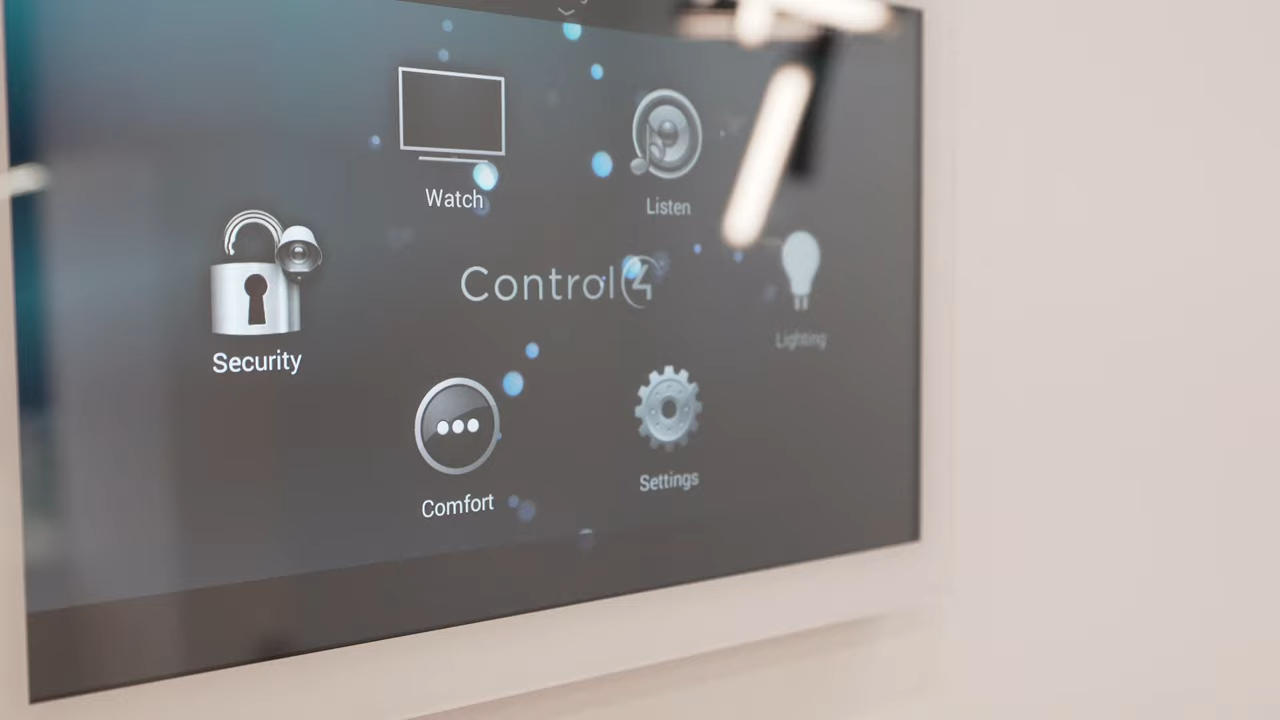 Watch
Listen
Security
Control4
Lighting
Comfort
Settings